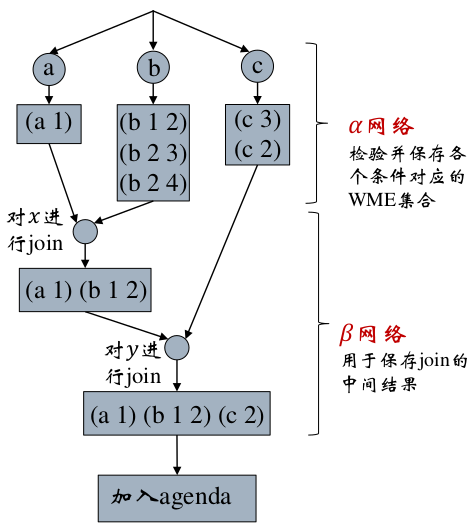 a
b
c
(a 1)
(b 1 2)
(b 2 3)
(b 2 4)
(c 3)
(c 2)
α网络
检验并保存各
个条件对应的
WME集合
对x进
行join
(a 1) (b 1 2)
对y进
行join
β网络
用于保存join的
中间结果
(a 1) (b 1 2) (c 2)
加入agenda